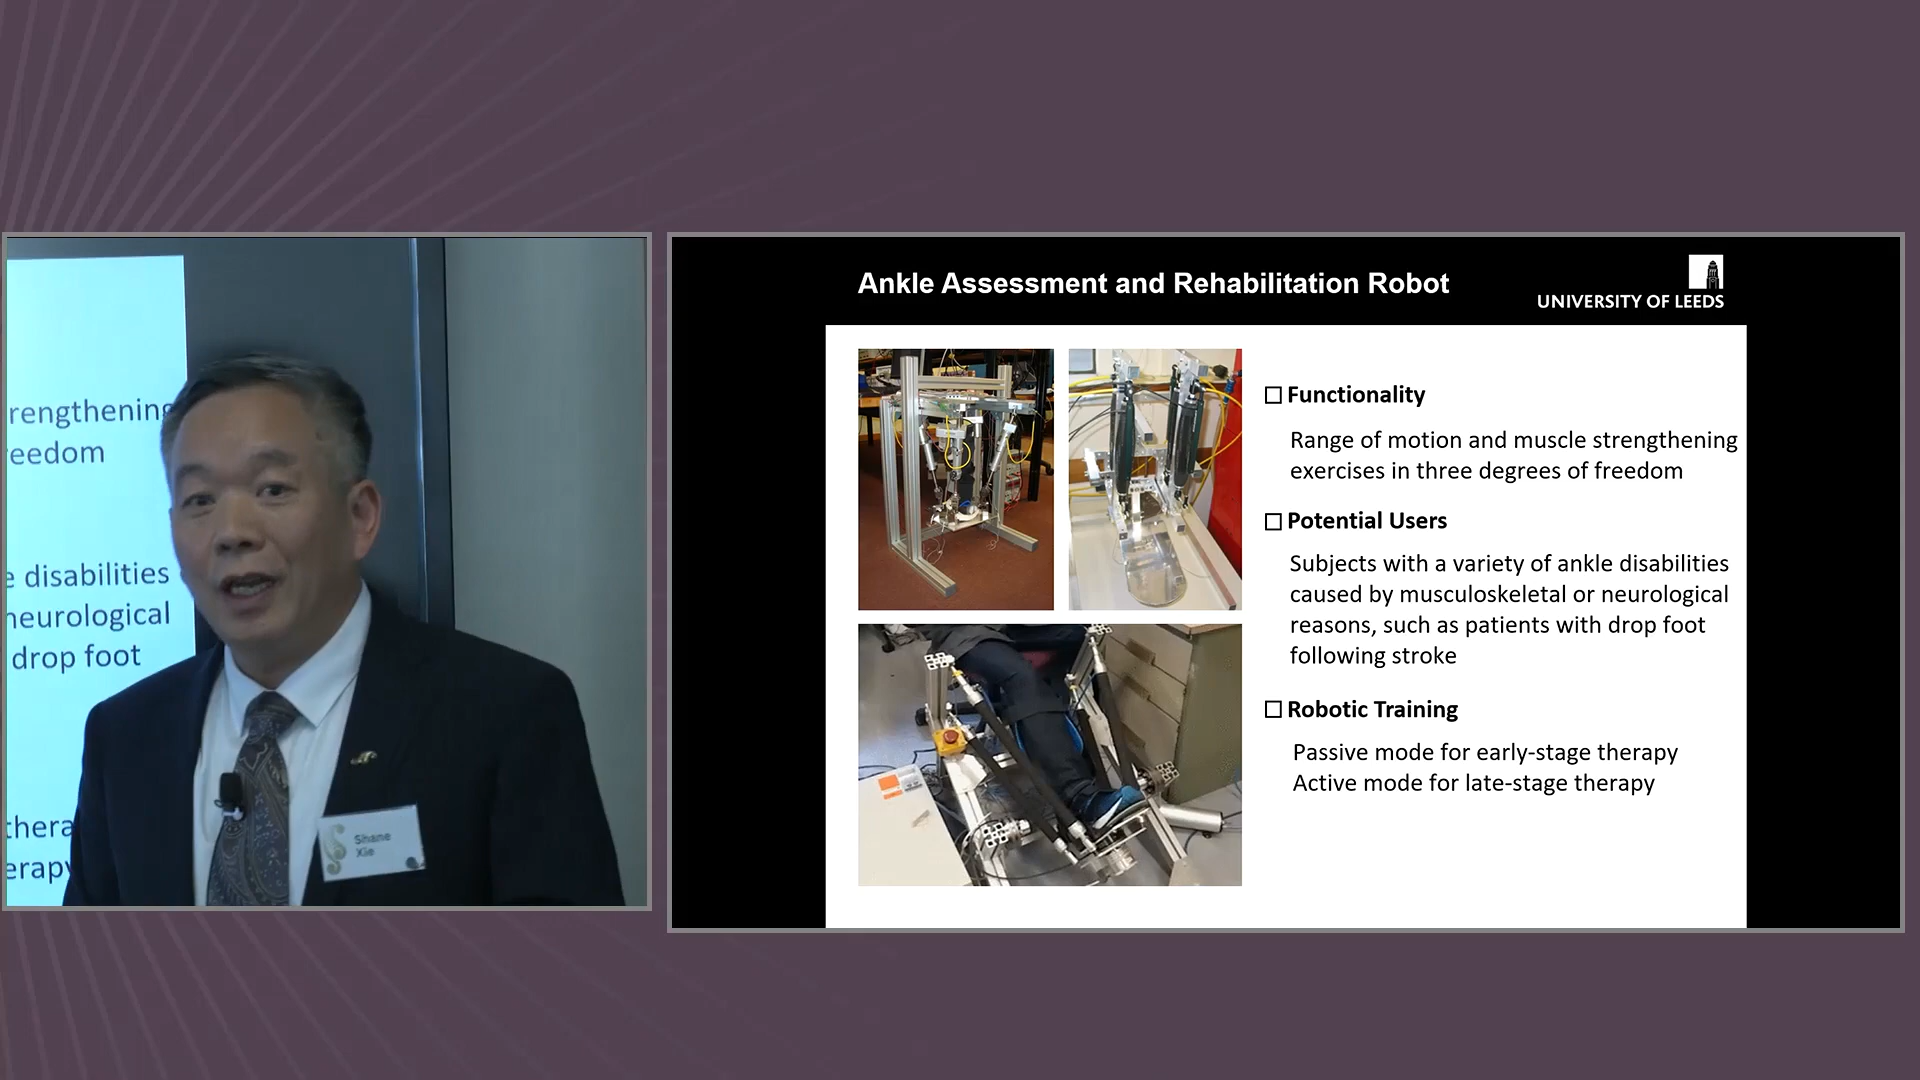 rengthening
eedom
e disabilities
neurological
drop foot
thera
erapy
Shane
Xie
Ankle Assessment and Rehabilitation Robot
UNIVERSITY OF LEEDS
Functionality
Range of motion and muscle strengthening
exercises in three degrees of freedom
Potential Users
Subjects with a variety of ankle disabilities
caused by musculoskeletal or neurological
reasons, such as patients with drop foot
following stroke
Robotic Training
Passive mode for early-stage therapy
Active mode for late-stage therapy